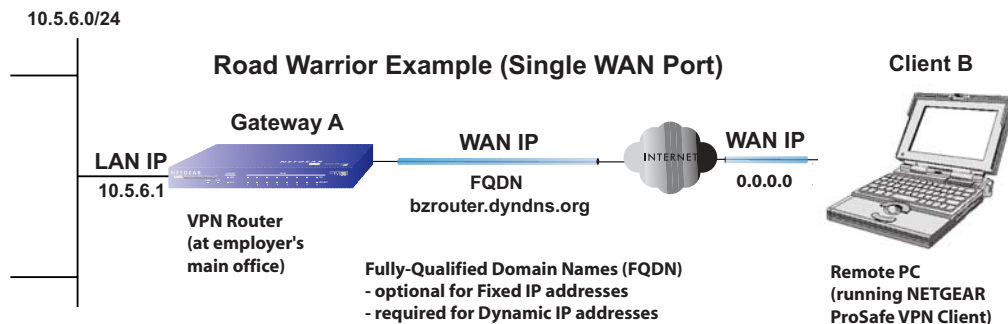 10.5.6.0/24
Road Warrior Example (Single WAN Port)
Client B
Gateway A
LAN IP
10.5.6.1
NETGEAR
WAN IP
FQDN
bzrouter.dyndns.org
INTERNET
WAN IP
0.0.0.0
VPN Router
(at employer's
main office)
Fully-Qualified Domain Names (FQDN)
- optional for Fixed IP addresses
- required for Dynamic IP addresses
Remote PC
(running NETGEAR
ProSafe VPN Client)